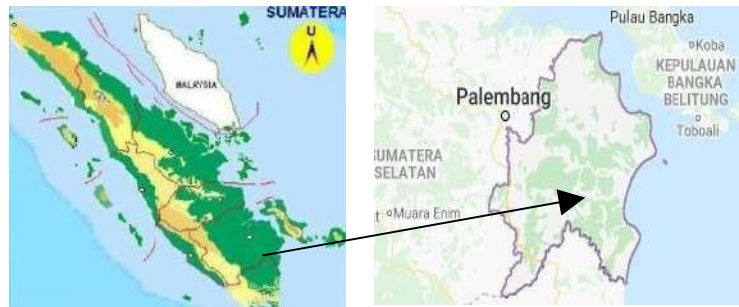 SUMATERA
U
MALAYSIA
Pulau Bangka
Koba
KEPULAUAN
BANGKA
BELITUNG
Toboali
Palembang
SUMATERA
SELATAN
Muara Enim